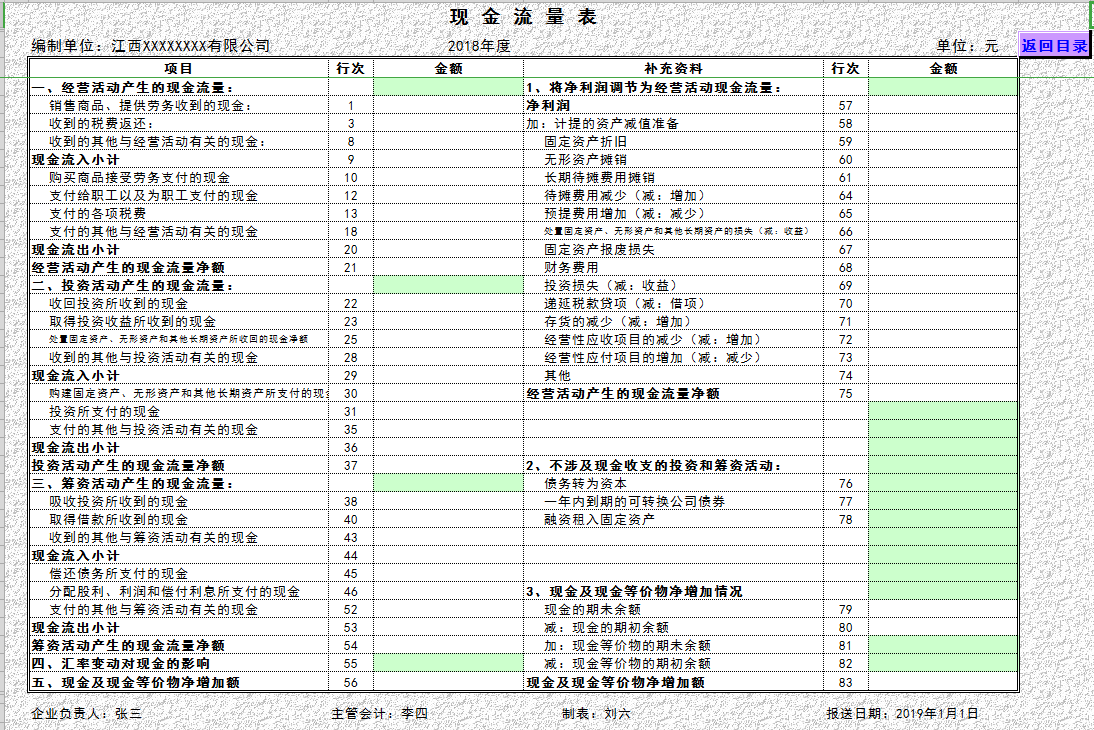 现 金 流 量 表
编制单位：江西XXXXXXXX有限公司 2018年度 单位：元 返回目录
项目 行次 金额 补充资料 行次 金额
一、经营活动产生的现金流量： 1、将净利润调节为经营活动现金流量：
销售商品、提供劳务收到的现金： 1 净利润 57
收到的税费返还： 3 加：计提的资产减值准备 58
收到的其他与经营活动有关的现金： 8 固定资产折旧 59
现金流入小计 9 无形资产摊销 60
购买商品接受劳务支付的现金 10 长期待摊费用摊销 61
支付给职工以及为职工支付的现金 12 待摊费用减少（减：增加） 64
支付的各项税费 13 预提费用增加（减：减少） 65
支付的其他与经营活动有关的现金 18 处置固定资产、无形资产和其他长期资产的损失（减：收益） 66
现金流出小计 20 固定资产报废损失 67
经营活动产生的现金流量净额 21 财务费用 68
二、投资活动产生的现金流量： 投资损失（减：收益） 69
收回投资所收到的现金 22 递延税款贷项（减：借项） 70
取得投资收益所收到的现金 23 存货的减少（减：增加） 71
处置固定资产、无形资产和其他长期资产所收回的现金净额 25 经营性应收项目的减少（减：增加） 72
收到的其他与投资活动有关的现金 28 经营性应付项目的增加（减：减少） 73
现金流入小计 29 其他 74
购建固定资产、无形资产和其他长期资产所支付的现 30 经营活动产生的现金流量净额 75
投资所支付的现金 31
支付的其他与投资活动有关的现金 35
现金流出小计 36
投资活动产生的现金流量净额 37 2、不涉及现金收支的投资和筹资活动：
三、筹资活动产生的现金流量： 债务转为资本 76
吸收投资所收到的现金 38 一年内到期的可转换公司债券 77
取得借款所收到的现金 40 融资租入固定资产 78
收到的其他与筹资活动有关的现金 43
现金流入小计 44
偿还债务所支付的现金 45
分配股利、利润和偿付利息所支付的现金 46 3、现金及现金等价物净增加情况
支付的其他与筹资活动有关的现金 52 现金的期末余额 79
现金流出小计 53 减：现金的期初余额 80
筹资活动产生的现金流量净额 54 加：现金等价物的期末余额 81
四、汇率变动对现金的影响 55 减：现金等价物的期初余额 82
五、现金及现金等价物净增加额 56 现金及现金等价物净增加额 83
企业负责人：张三 主管会计：李四 制表：刘六 报送日期：2019年1月1日